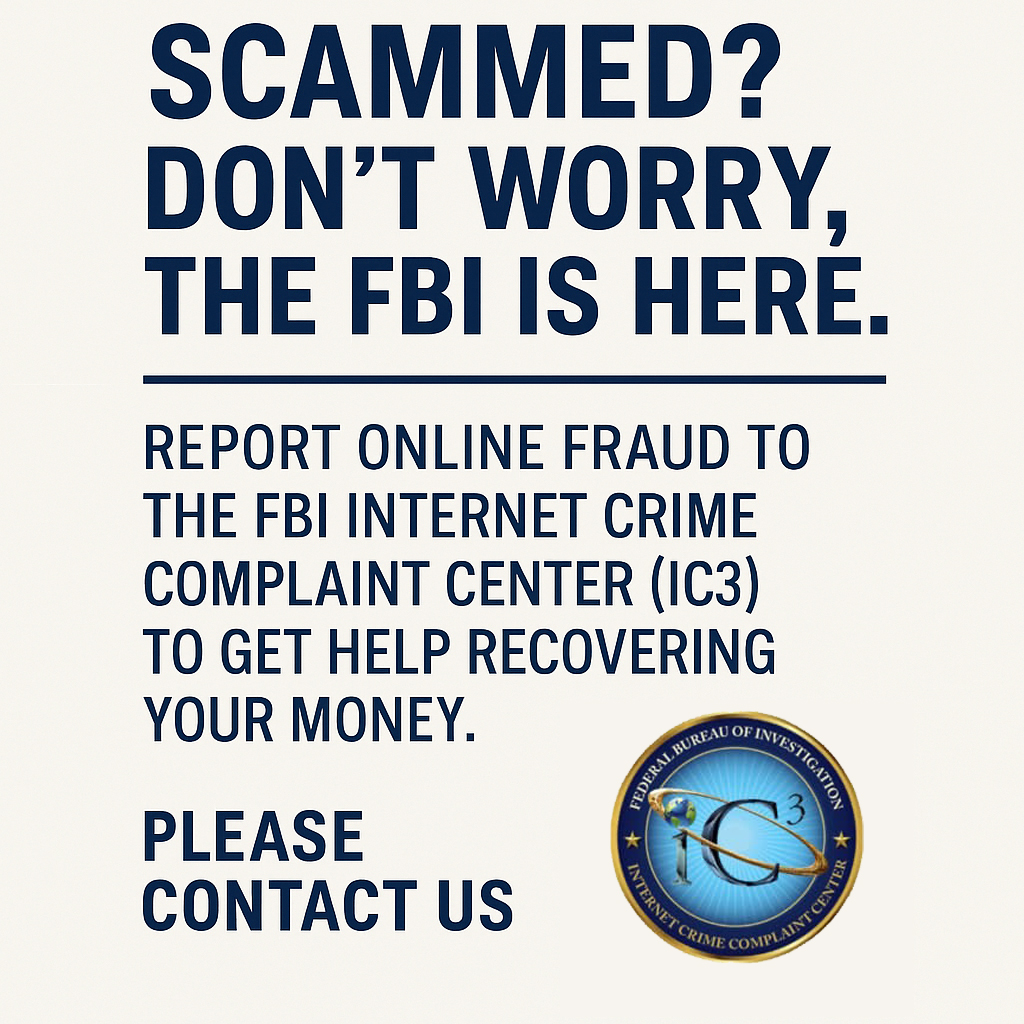 SCAMMED?
DON'T WORRY,
THE FBI IS HERE.
REPORT ONLINE FRAUD TO
THE FBI INTERNET CRIME
COMPLAINT CENTER (IC3)
TO GET HELP RECOVERING
YOUR MONEY.
PLEASE
CONTACT US
FEDERAL BUREAU OF INVESTIGATION
iC3
INTERNET CRIME COMPLAINT CENTER